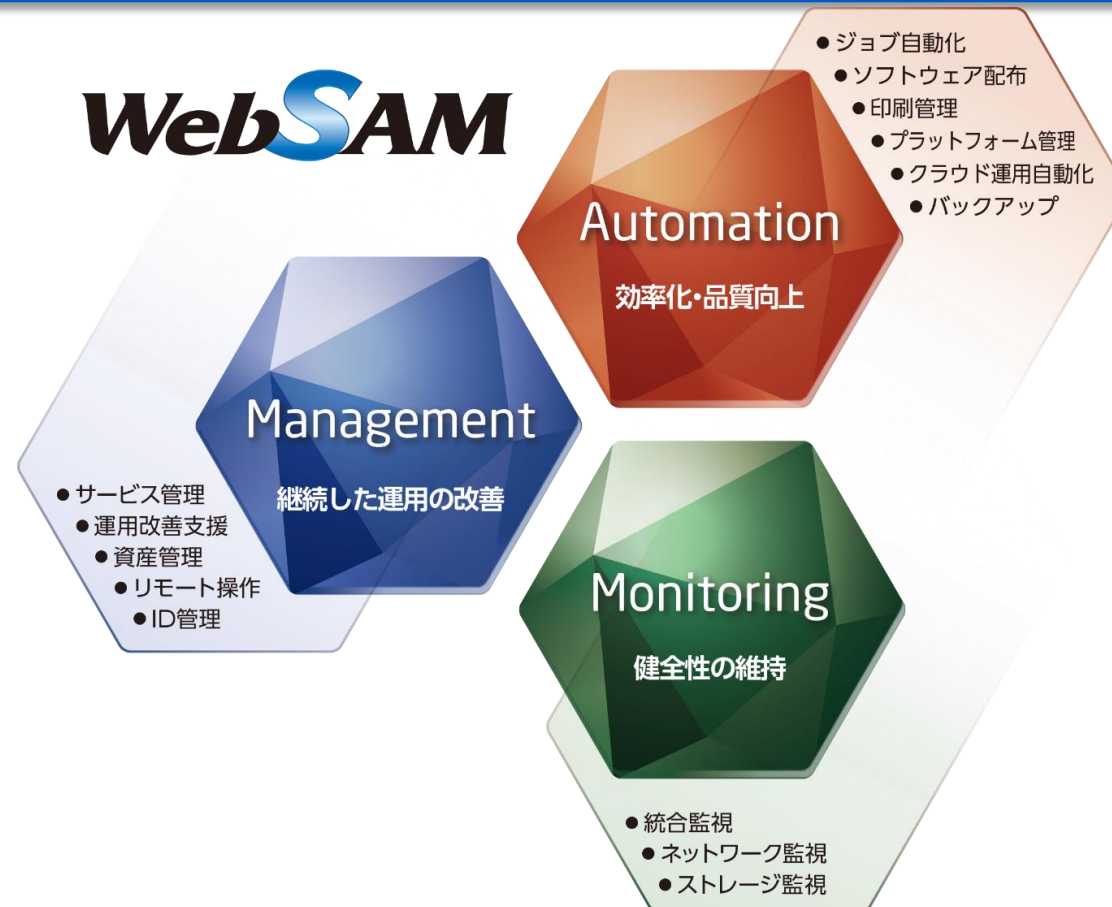 WebSAM
Automation
効率化・品質向上
●ジョブ自動化
●ソフトウェア配布
●印刷管理
●プラットフォーム管理
●クラウド運用自動化
●バックアップ
Management
継続した運用の改善
●サービス管理
●運用改善支援
●資産管理
●リモート操作
●ID管理
Monitoring
健全性の維持
●統合監視
●ネットワーク監視
●ストレージ監視